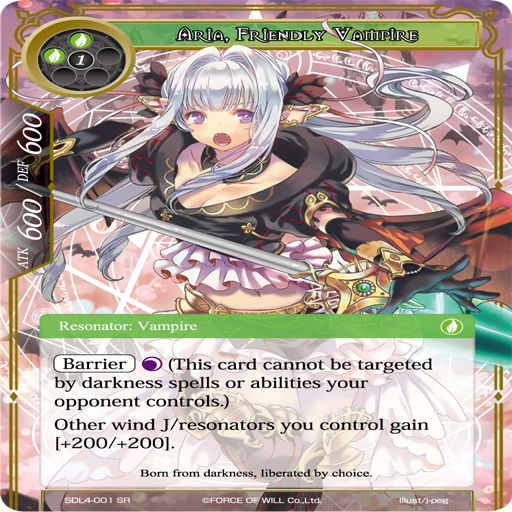 Aria, Friendly Vampire
1
ATK 600 / DEF 600
Resonator: Vampire
Barrier (This card cannot be targeted
by darkness spells or abilities your
opponent controls.)
Other wind J/resonators you control gain
[+200/+200].
Born from darkness, liberated by choice.
SDL4-001 SR ©FORCE OF WILL Co.,Ltd. Illust/j-peg